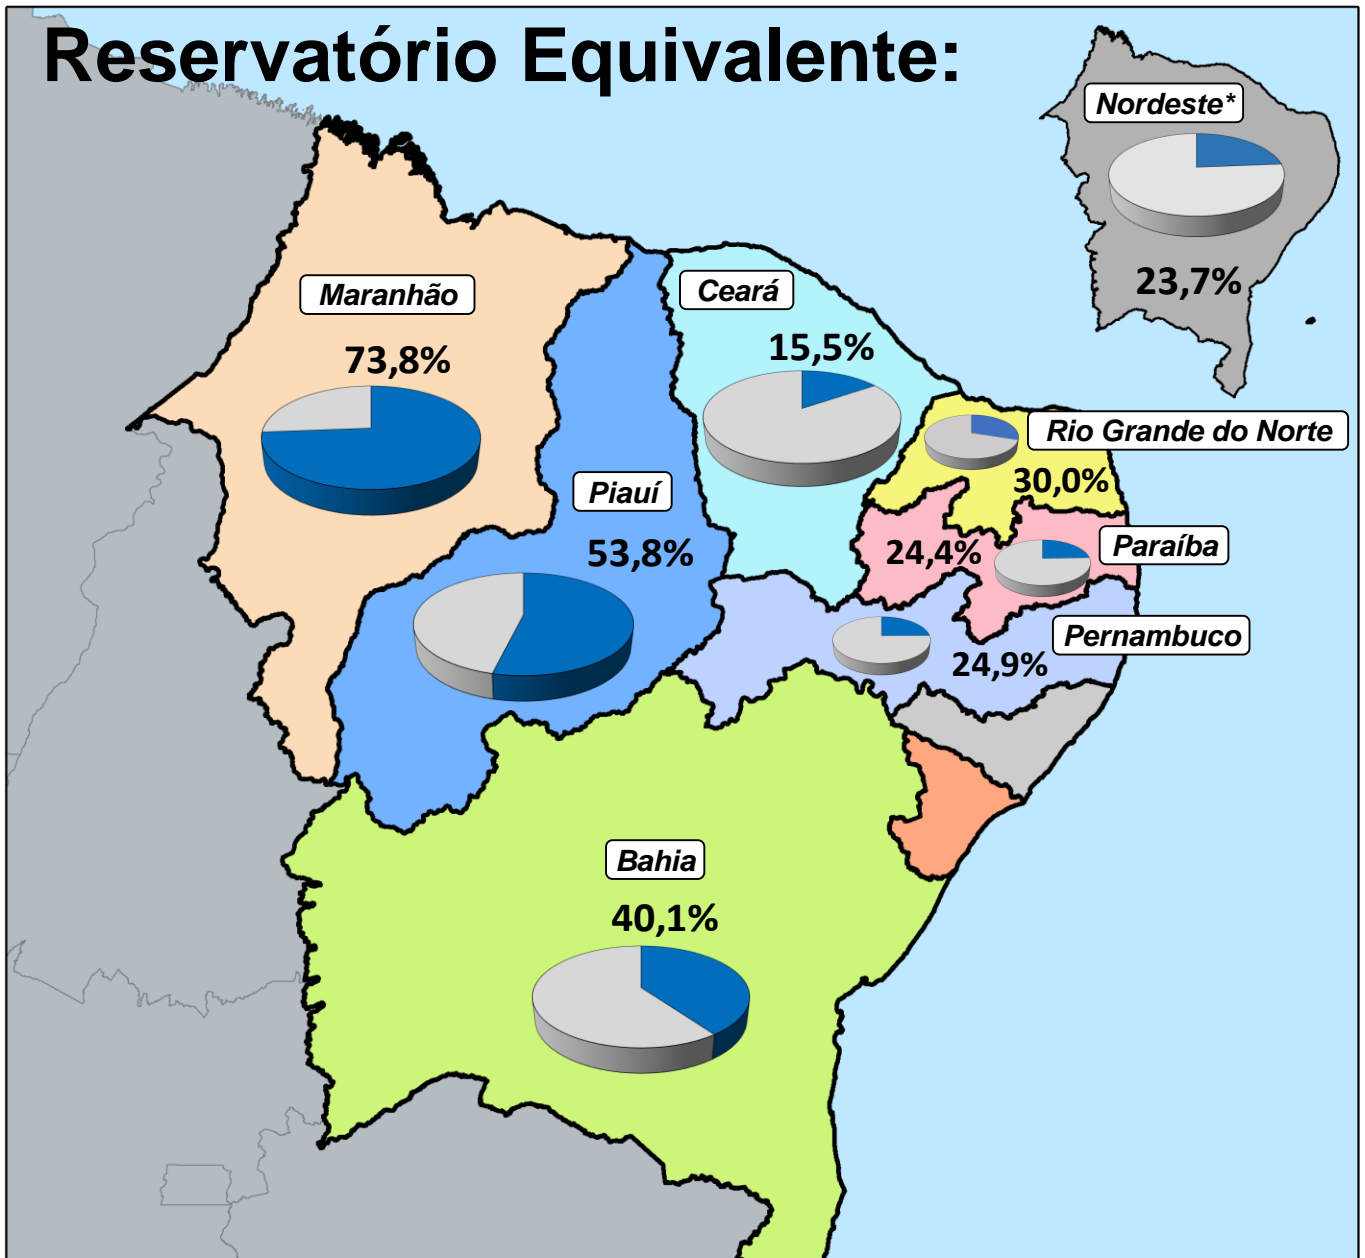 Reservatório Equivalente:
Nordeste*
23,7%
Maranhão
73,8%
Ceará
15,5%
Rio Grande do Norte
30,0%
Piauí
53,8%
Paraíba
24,4%
Pernambuco
24,9%
Bahia
40,1%